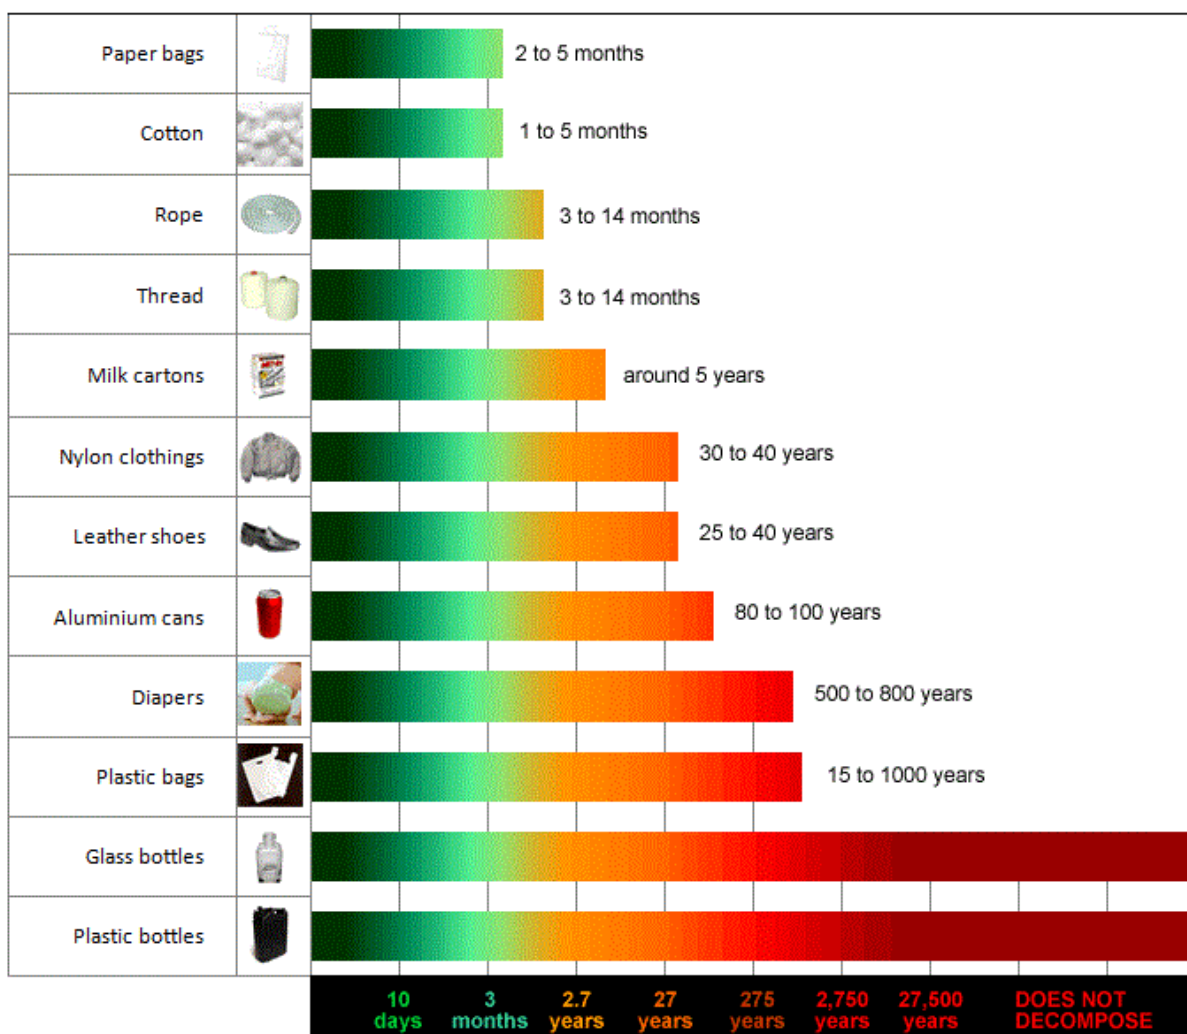 Paper bags
2 to 5 months
Cotton
1 to 5 months
Rope
3 to 14 months
Thread
3 to 14 months
Milk cartons
around 5 years
Nylon clothings
30 to 40 years
Leather shoes
25 to 40 years
Aluminium cans
80 to 100 years
Diapers
500 to 800 years
Plastic bags
15 to 1000 years
Glass bottles
Plastic bottles
10 days
3 months
2.7 years
27 years
275 years
2,750 years
27,500 years
DOES NOT DECOMPOSE